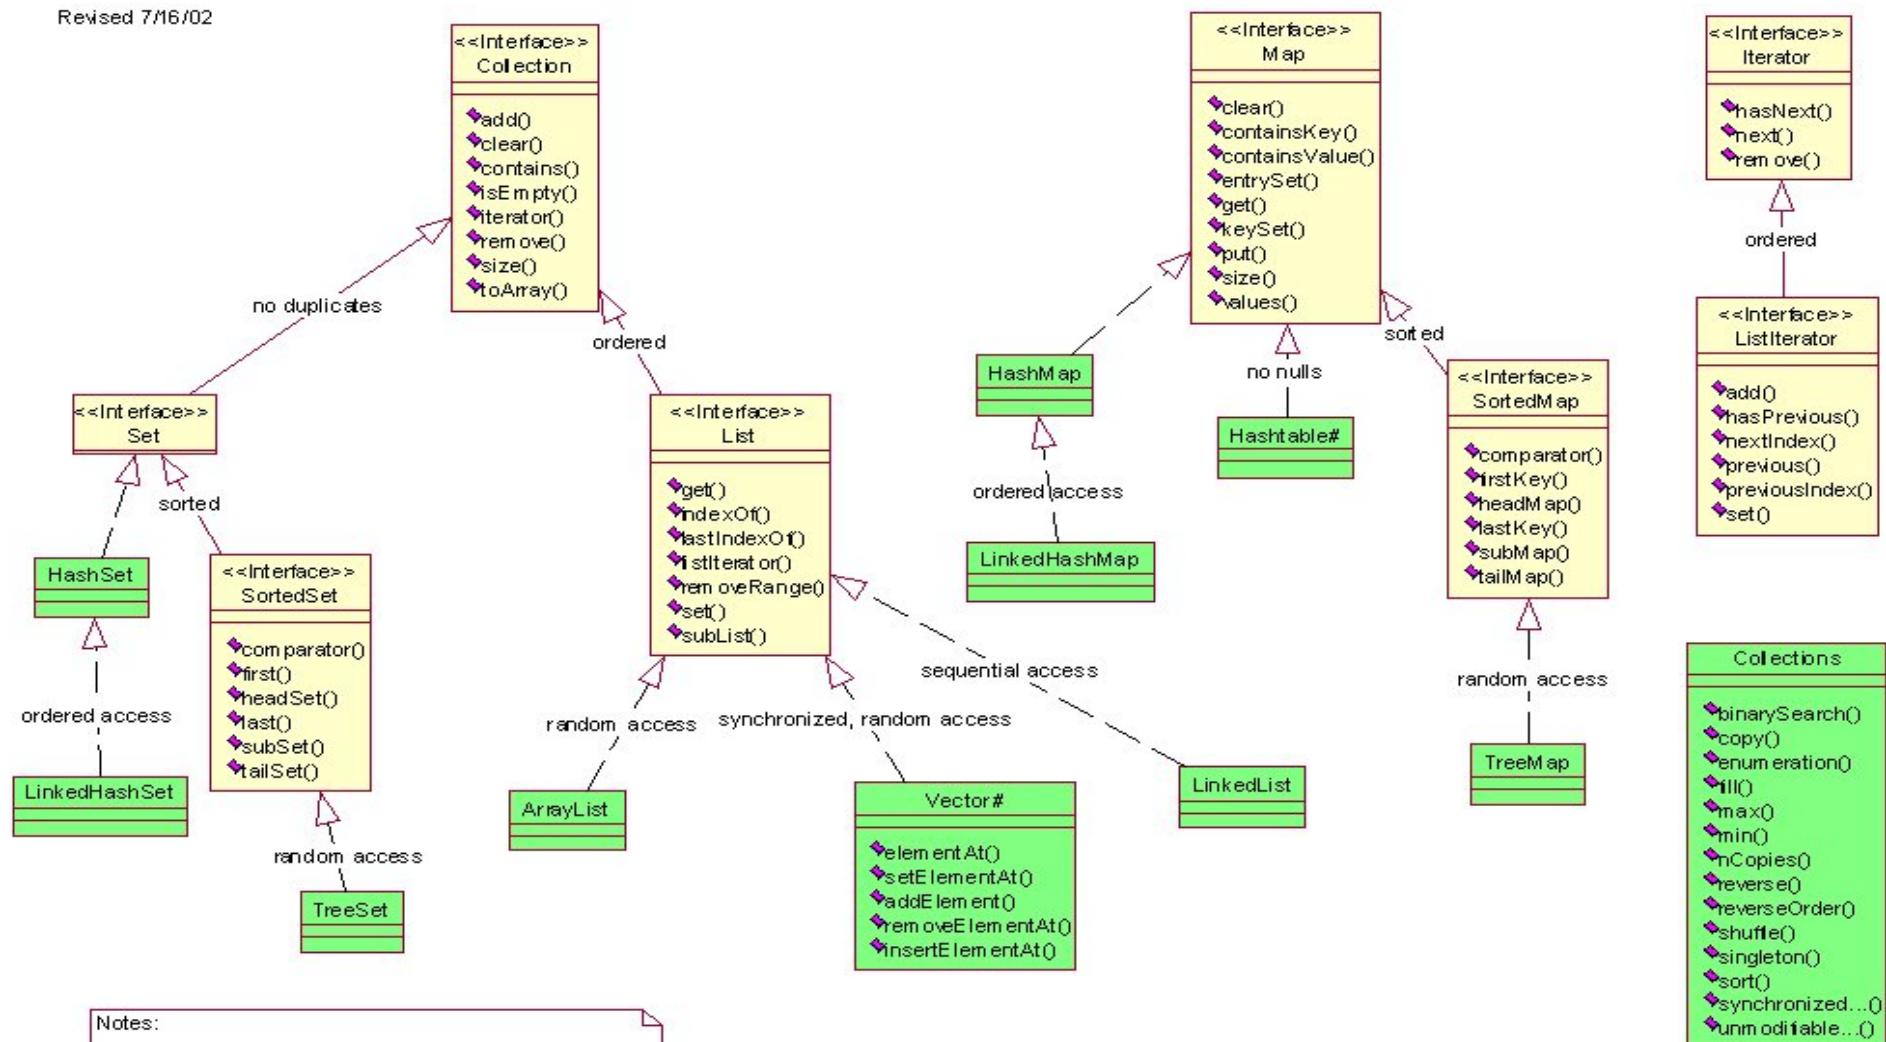 Revised 7/16/02
<<Interface>>
Collection
add()
clear()
contains()
isEmpty()
iterator()
remove()
size()
toArray()
no duplicates
ordered
<<Interface>>
Set
sorted
HashSet
ordered access
LinkedHashSet
<<Interface>>
SortedSet
comparator()
first()
headSet()
last()
subSet()
tailSet()
random access
TreeSet
<<Interface>>
List
get()
indexOf()
lastIndexOf()
listIterator()
removeRange()
set()
subList()
random access
synchronized, random access
sequential access
ArrayList
Vector#
elementAt()
setElementAt()
addElement()
removeElementAt()
insertElementAt()
LinkedList
<<Interface>>
Map
clear()
containsKey()
containsValue()
entrySet()
get()
keySet()
put()
size()
values()
HashMap
ordered access
LinkedHashMap
no nulls
Hashtable#
sorted
<<Interface>>
SortedMap
comparator()
firstKey()
headMap()
lastKey()
subMap()
tailMap()
random access
TreeMap
<<Interface>>
Iterator
hasNext()
next()
remove()
ordered
<<Interface>>
ListIterator
add()
hasPrevious()
nextIndex()
previous()
previousIndex()
set()
Collections
binarySearch()
copy()
enumeration()
fill()
max()
min()
nCopies()
reverse()
reverseOrder()
shuffle()
singleton()
sort()
synchronized...()
unmodifiable...()
Notes: